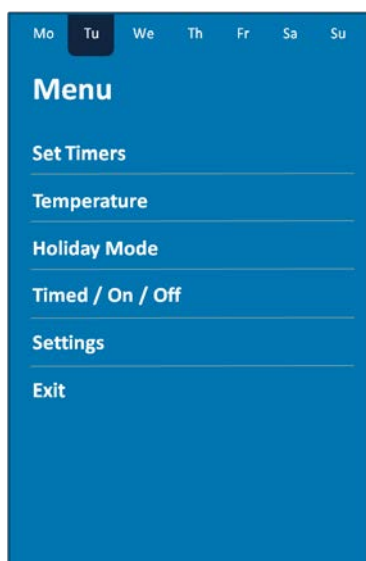 Mo Tu We Th Fr Sa Su
Menu
Set Timers
Temperature
Holiday Mode
Timed / On / Off
Settings
Exit